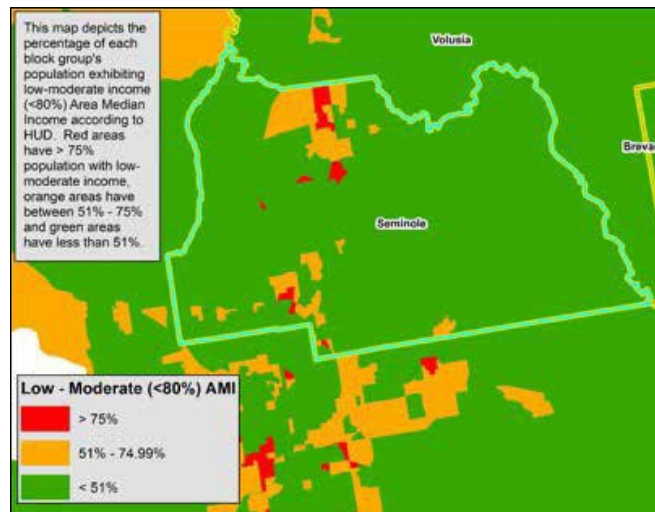 This map depicts the
percentage of each
block group's
population exhibiting
low-moderate income
(<80%) Area Median
Income according to
HUD. Red areas
have > 75%
population with low-
moderate income,
orange areas have
between 51% - 75%
and green areas
have less than 51%.
Volusia
Brevar
Seminole
Low - Moderate (<80%) AMI
> 75%
51% - 74.99%
< 51%